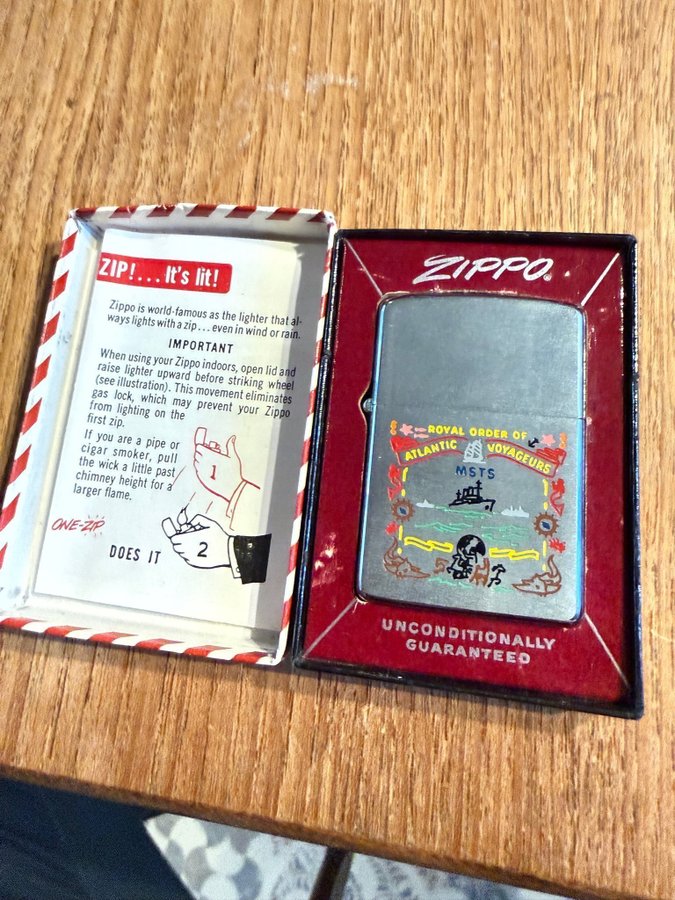 ZIP!...It's lit!
Zippo is world-famous as the lighter that al-
ways lights with a zip...even in wind or rain.
IMPORTANT
When using your Zippo indoors, open lid and
raise lighter upward before striking wheel
(see illustration). This movement eliminates
gas lock, which may prevent your Zippo
from lighting on the
first zip.
If you are a pipe or
cigar smoker, pull
the wick a little past
chimney height for a
larger flame.
1
ONE-ZIP
DOES IT
2
ZIPPO®
ROYAL ORDER OF
ATLANTIC VOYAGEURS
MSTS
UNCONDITIONALLY
GUARANTEED